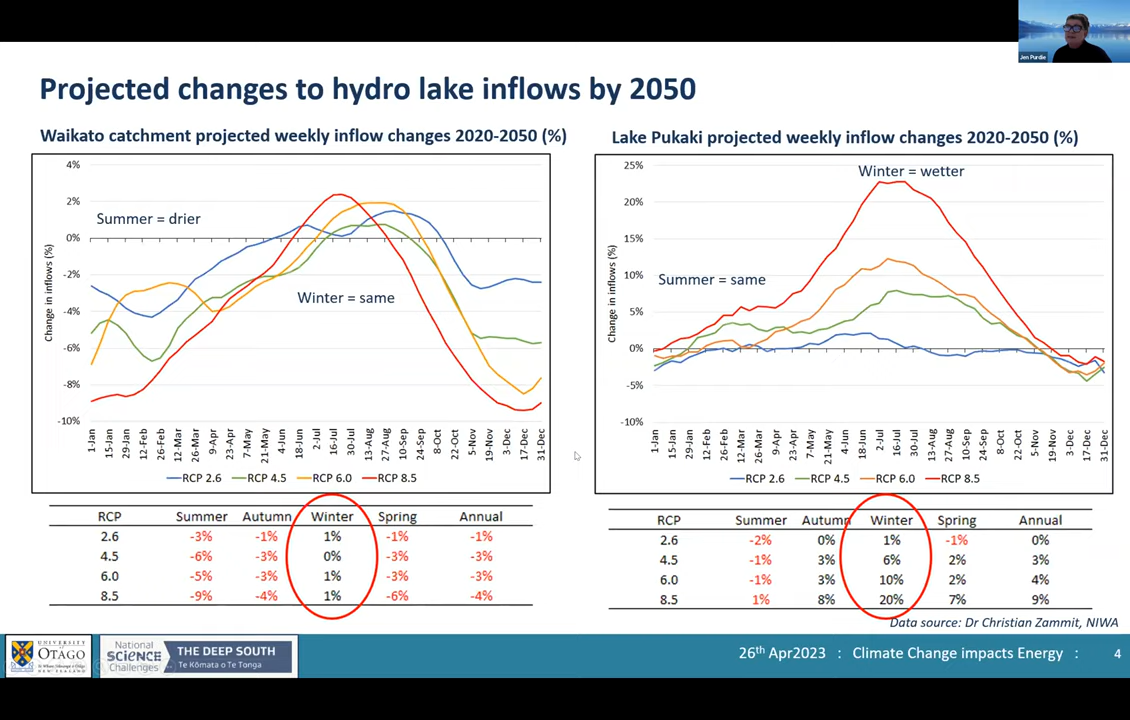 Jen Purdie
Projected changes to hydro lake inflows by 2050
Waikato catchment projected weekly inflow changes 2020-2050 (%)
4%
2%
0%
-2%
-4%
-6%
-8%
-10%
Change in inflows (%)
Summer = drier
Winter = same
1-Jan
15-Jan
29-Jan
12-Feb
26-Feb
12-Mar
26-Mar
9-Apr
23-Apr
7-May
21-May
4-Jun
18-Jun
2-Jul
16-Jul
30-Jul
13-Aug
27-Aug
10-Sep
24-Sep
8-Oct
22-Oct
5-Nov
19-Nov
3-Dec
17-Dec
31-Dec
RCP 2.6 RCP 4.5 RCP 6.0 RCP 8.5
RCP Summer Autumn Winter Spring Annual
2.6 -3% -1% 1% -1% -1%
4.5 -6% -3% 0% -3% -3%
6.0 -5% -3% 1% -3% -3%
8.5 -9% -4% 1% -6% -4%
Lake Pukaki projected weekly inflow changes 2020-2050 (%)
25%
20%
15%
10%
5%
0%
-5%
-10%
Change in inflows (%)
Winter = wetter
Summer = same
1-Jan
15-Jan
29-Jan
12-Feb
26-Feb
12-Mar
26-Mar
9-Apr
23-Apr
7-May
21-May
4-Jun
18-Jun
2-Jul
16-Jul
30-Jul
13-Aug
27-Aug
10-Sep
24-Sep
8-Oct
22-Oct
5-Nov
19-Nov
3-Dec
17-Dec
31-Dec
RCP 2.6 RCP 4.5 RCP 6.0 RCP 8.5
RCP Summer Autumn Winter Spring Annual
2.6 -2% 0% 1% -1% 0%
4.5 -1% 3% 6% 2% 3%
6.0 -1% 3% 10% 2% 4%
8.5 1% 8% 20% 7% 9%
Data source: Dr Christian Zammit, NIWA
UNIVERSITY
of
OTAGO
Te Whare Wānanga o Otāgo
NEW ZEALAND
National
SCiENCE
Challenges
THE DEEP SOUTH
Te Kōmata o Te Tonga
26th Apr2023 : Climate Change impacts Energy : 4